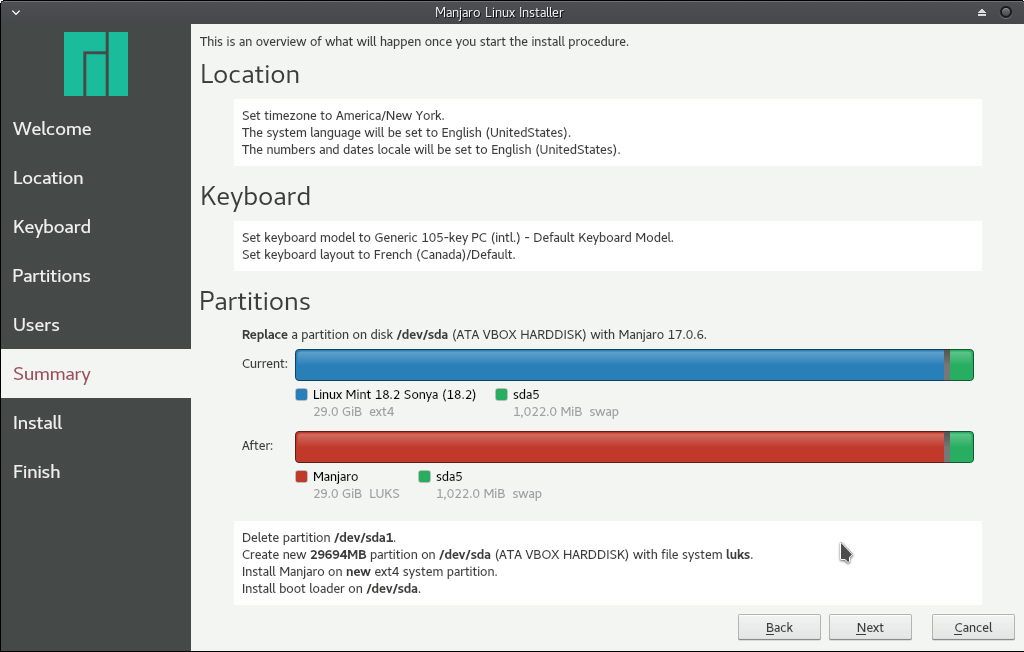 Manjaro Linux Installer
Welcome
Location
Keyboard
Partitions
Users
Summary
Install
Finish
This is an overview of what will happen once you start the install procedure.
Location
Set timezone to America/New York.
The system language will be set to English (UnitedStates).
The numbers and dates locale will be set to English (UnitedStates).
Keyboard
Set keyboard model to Generic 105-key PC (intl.) - Default Keyboard Model.
Set keyboard layout to French (Canada)/Default.
Partitions
Replace a partition on disk /dev/sda (ATA VBOX HARDDISK) with Manjaro 17.0.6.
Current:
Linux Mint 18.2 Sonya (18.2) sda5
29.0 GiB ext4 1,022.0 MiB swap
After:
Manjaro sda5
29.0 GiB LUKS 1,022.0 MiB swap
Delete partition /dev/sda1.
Create new 29694MB partition on /dev/sda (ATA VBOX HARDDISK) with file system luks.
Install Manjaro on new ext4 system partition.
Install boot loader on /dev/sda.
Back Next Cancel